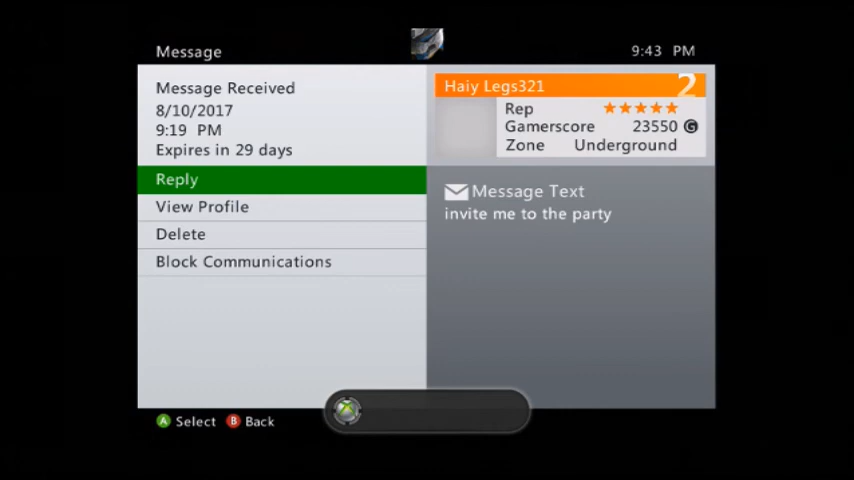 Message
9:43 PM
Message Received
8/10/2017
9:19 PM
Expires in 29 days
Reply
View Profile
Delete
Block Communications
Haiy Legs321
2
Rep
Gamerscore 23550 G
Zone Underground
Message Text
invite me to the party
A Select B Back